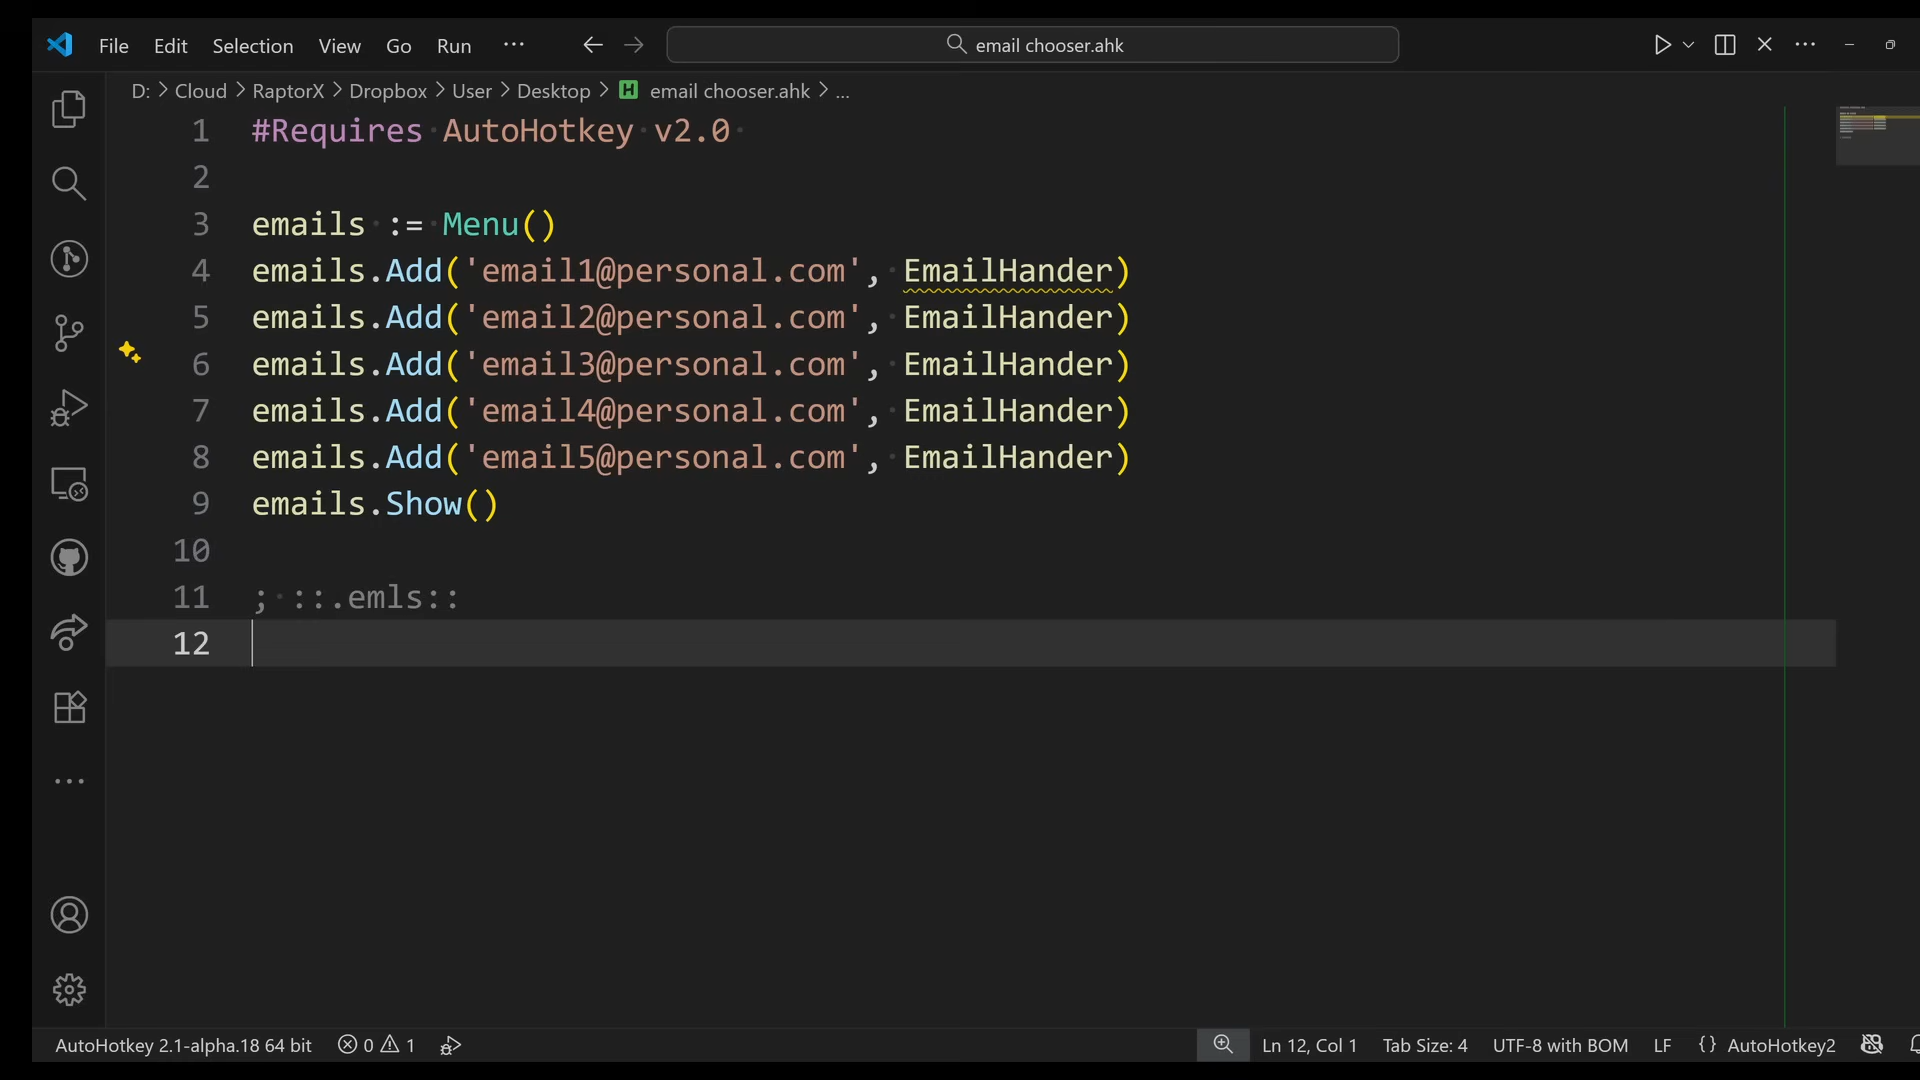 File Edit Selection View Go Run ···
email chooser.ahk
D: > Cloud > RaptorX > Dropbox > User > Desktop > H email chooser.ahk > ...
1 #Requires AutoHotkey v2.0
2
3 emails := Menu()
4 emails.Add('email1@personal.com', EmailHander)
5 emails.Add('email2@personal.com', EmailHander)
6 emails.Add('email3@personal.com', EmailHander)
7 emails.Add('email4@personal.com', EmailHander)
8 emails.Add('email5@personal.com', EmailHander)
9 emails.Show()
10
11 ; ::.emls::
12
AutoHotkey 2.1-alpha.18 64 bit 0 1 Ln 12, Col 1 Tab Size: 4 UTF-8 with BOM LF {} AutoHotkey2